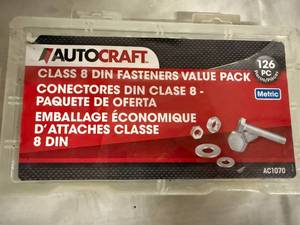 AUTOCRAFT
CLASS 8 DIN FASTENERS VALUE PACK
126
PC
CONECTORES DIN CLASE 8 -
PAQUETE DE OFERTA
Metric
EMBALLAGE ÉCONOMIQUE
D'ATTACHES CLASSE
8 DIN
AC1070